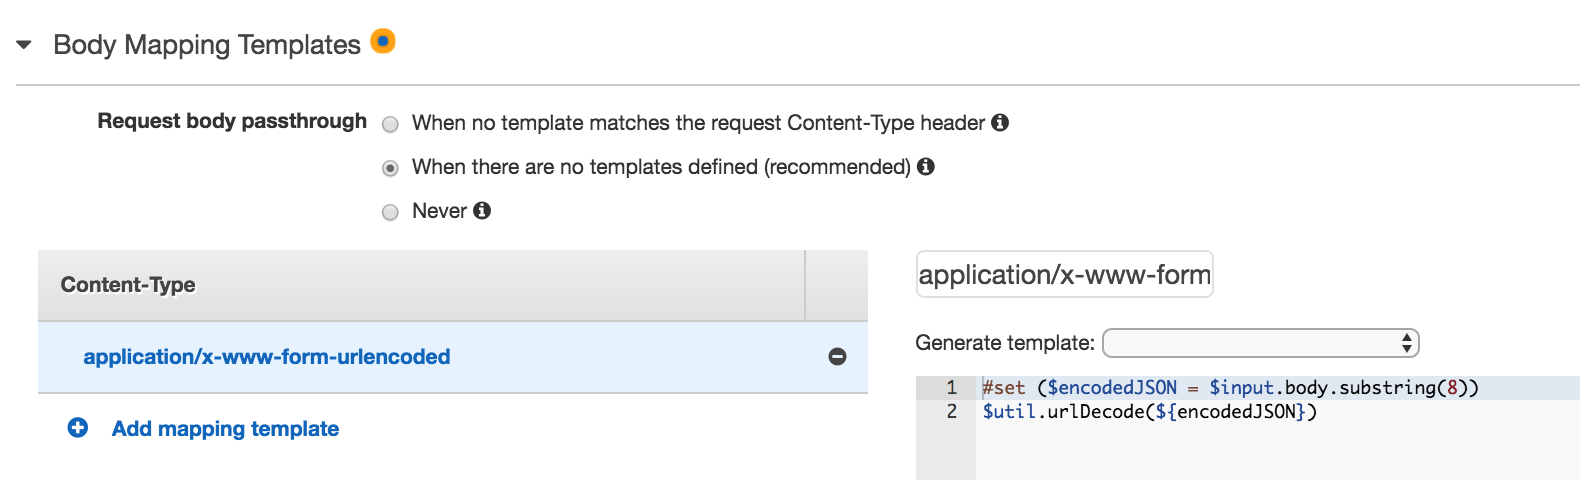 Body Mapping Templates
Request body passthrough
When no template matches the request Content-Type header
When there are no templates defined (recommended)
Never
Content-Type
application/x-www-form-urlencoded
Add mapping template
application/x-www-form
Generate template:
1 #set ($encodedJSON = $input.body.substring(8))
2 $util.urlDecode(${encodedJSON})